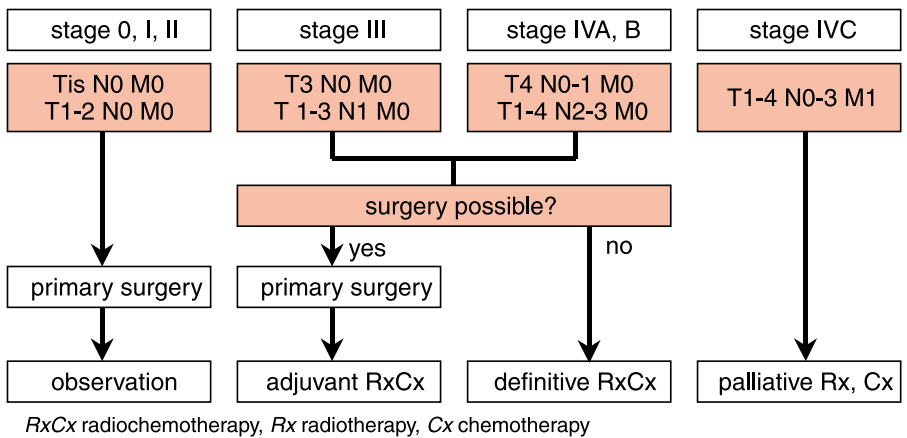 stage 0, I, II
stage III
stage IVA, B
stage IVC
Tis N0 M0
T1-2 N0 M0
T3 N0 M0
T 1-3 N1 M0
T4 N0-1 M0
T1-4 N2-3 M0
T1-4 N0-3 M1
surgery possible?
yes
no
primary surgery
primary surgery
observation
adjuvant RxCx
definitive RxCx
palliative Rx, Cx
RxCx radiochemotherapy, Rx radiotherapy, Cx chemotherapy